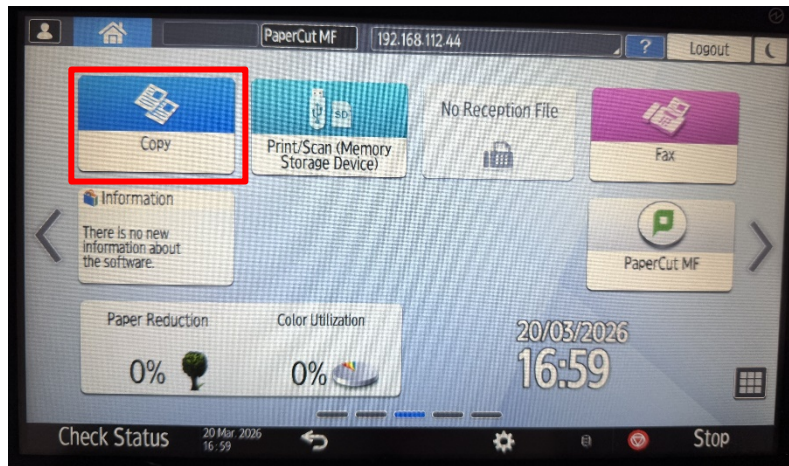 PaperCut MF
192.168.112.44
?
Logout
Copy
SD
Print/Scan (Memory
Storage Device)
No Reception File
Fax
Information
There is no new
information about
the software.
P
PaperCut MF
Paper Reduction
0%
Color Utilization
0%
20/03/2026
16:59
Check Status
20 Mar. 2026
16:59
Stop